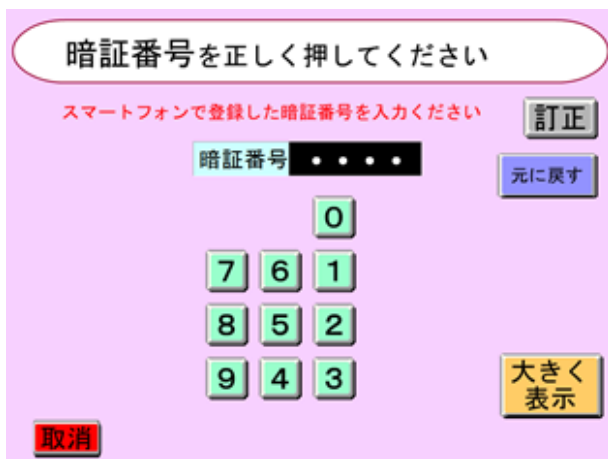 暗証番号を正しく押してください
スマートフォンで登録した暗証番号を入力ください
訂正
暗証番号 ••••
元に戻す
0
7 6 1
8 5 2
9 4 3
大きく
表示
取消